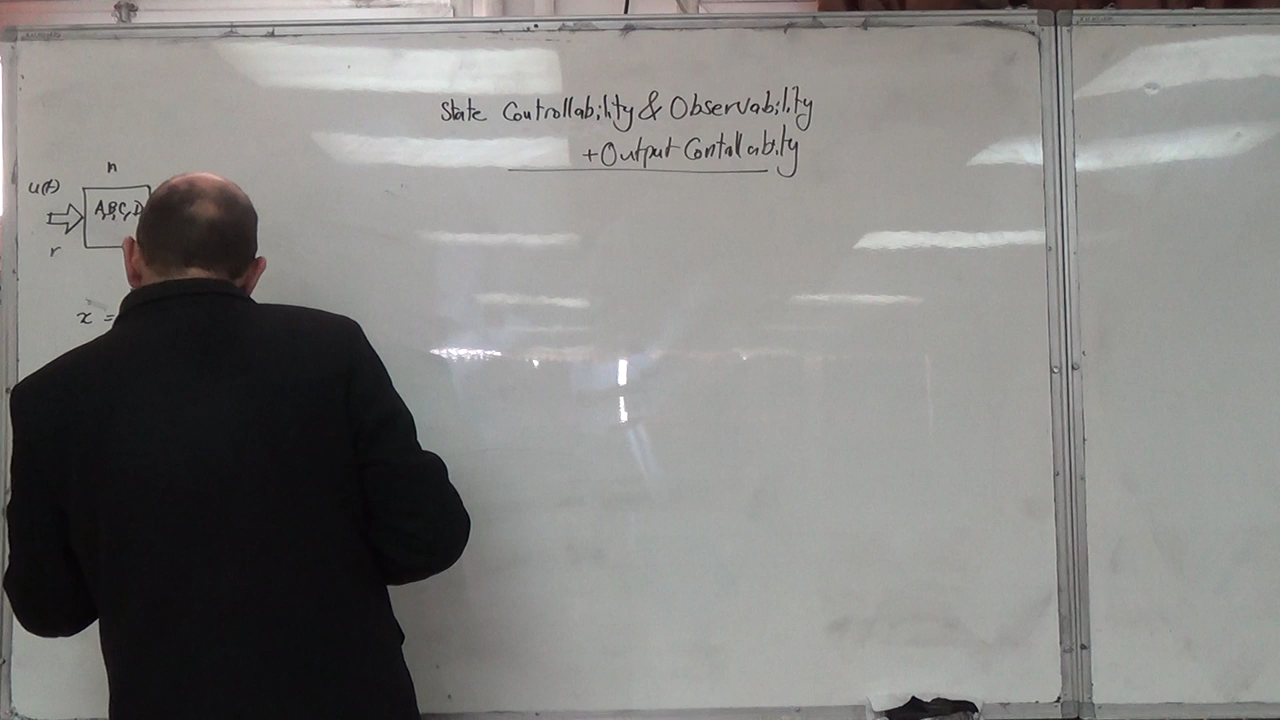 State Controllability & Observability
+ Output Contollability
n
u(t)
A,B,C,D
r
x =